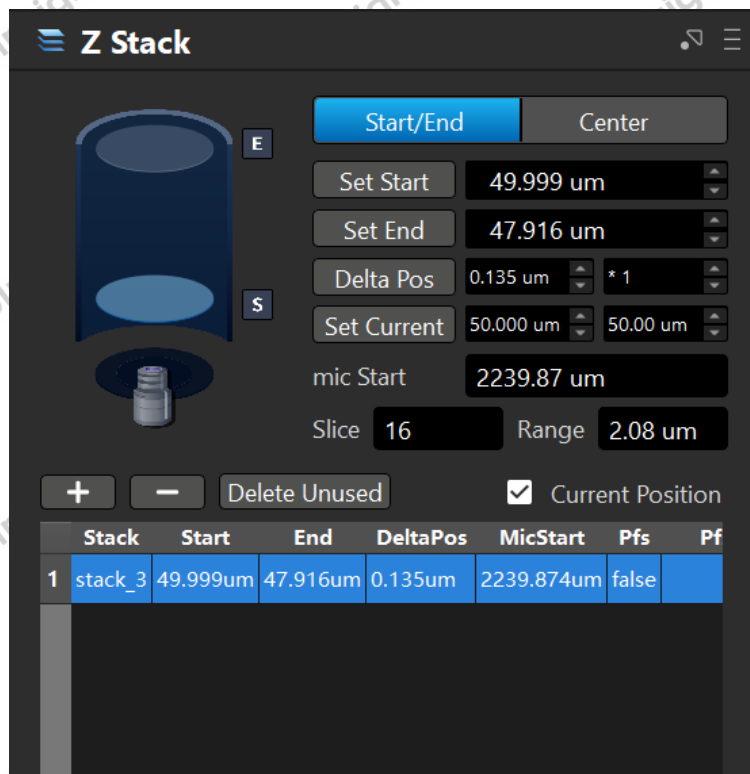 Z Stack
Start/End Center
E
Set Start 49.999 um
Set End 47.916 um
Delta Pos 0.135 um * 1
S
Set Current 50.000 um 50.00 um
mic Start 2239.87 um
Slice 16 Range 2.08 um
+ − Delete Unused Current Position
Stack Start End DeltaPos MicStart Pfs Pf
1 stack_3 49.999um 47.916um 0.135um 2239.874um false